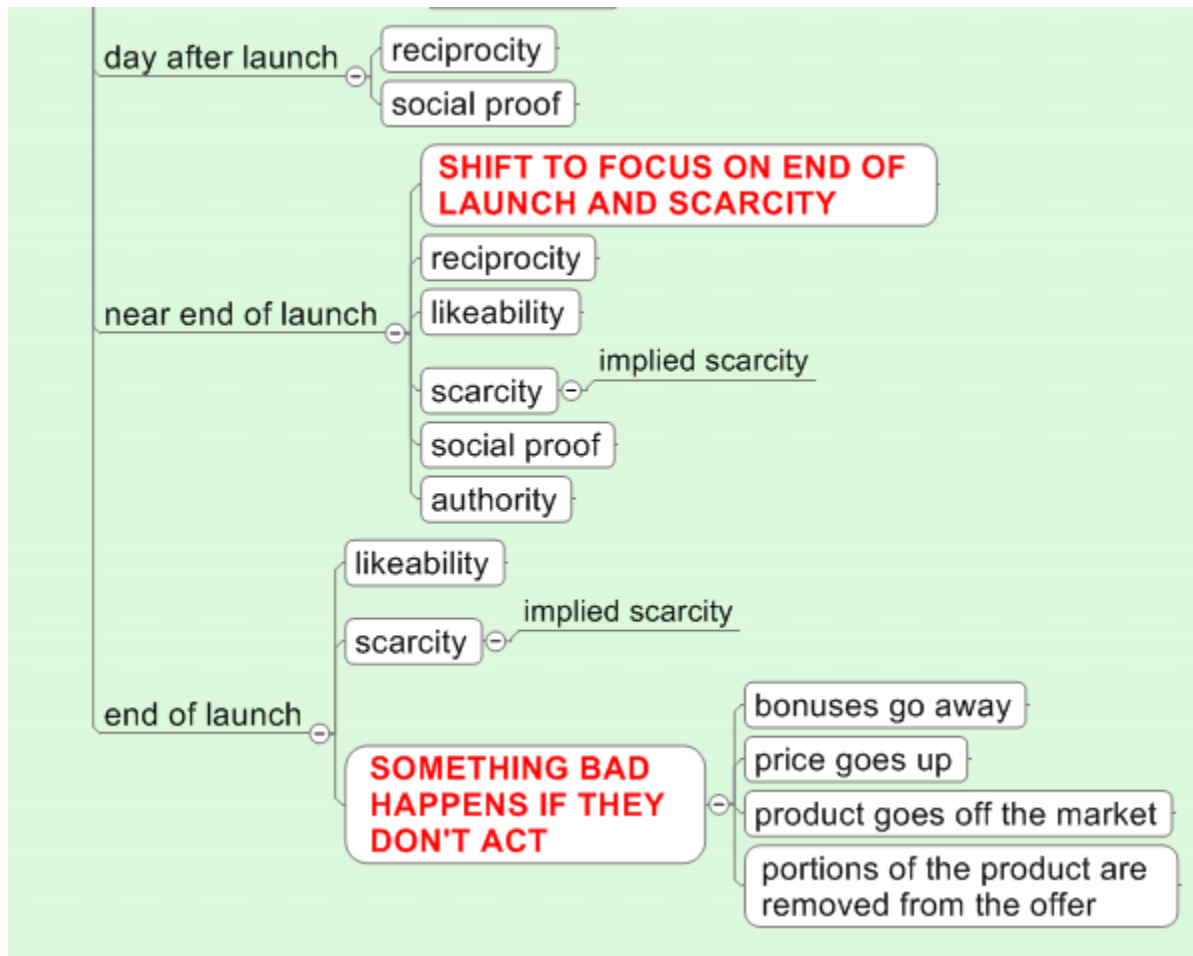 day after launch
reciprocity
social proof
near end of launch
SHIFT TO FOCUS ON END OF
LAUNCH AND SCARCITY
reciprocity
likeability
scarcity
implied scarcity
social proof
authority
end of launch
likeability
scarcity
implied scarcity
SOMETHING BAD
HAPPENS IF THEY
DON'T ACT
bonuses go away
price goes up
product goes off the market
portions of the product are
removed from the offer